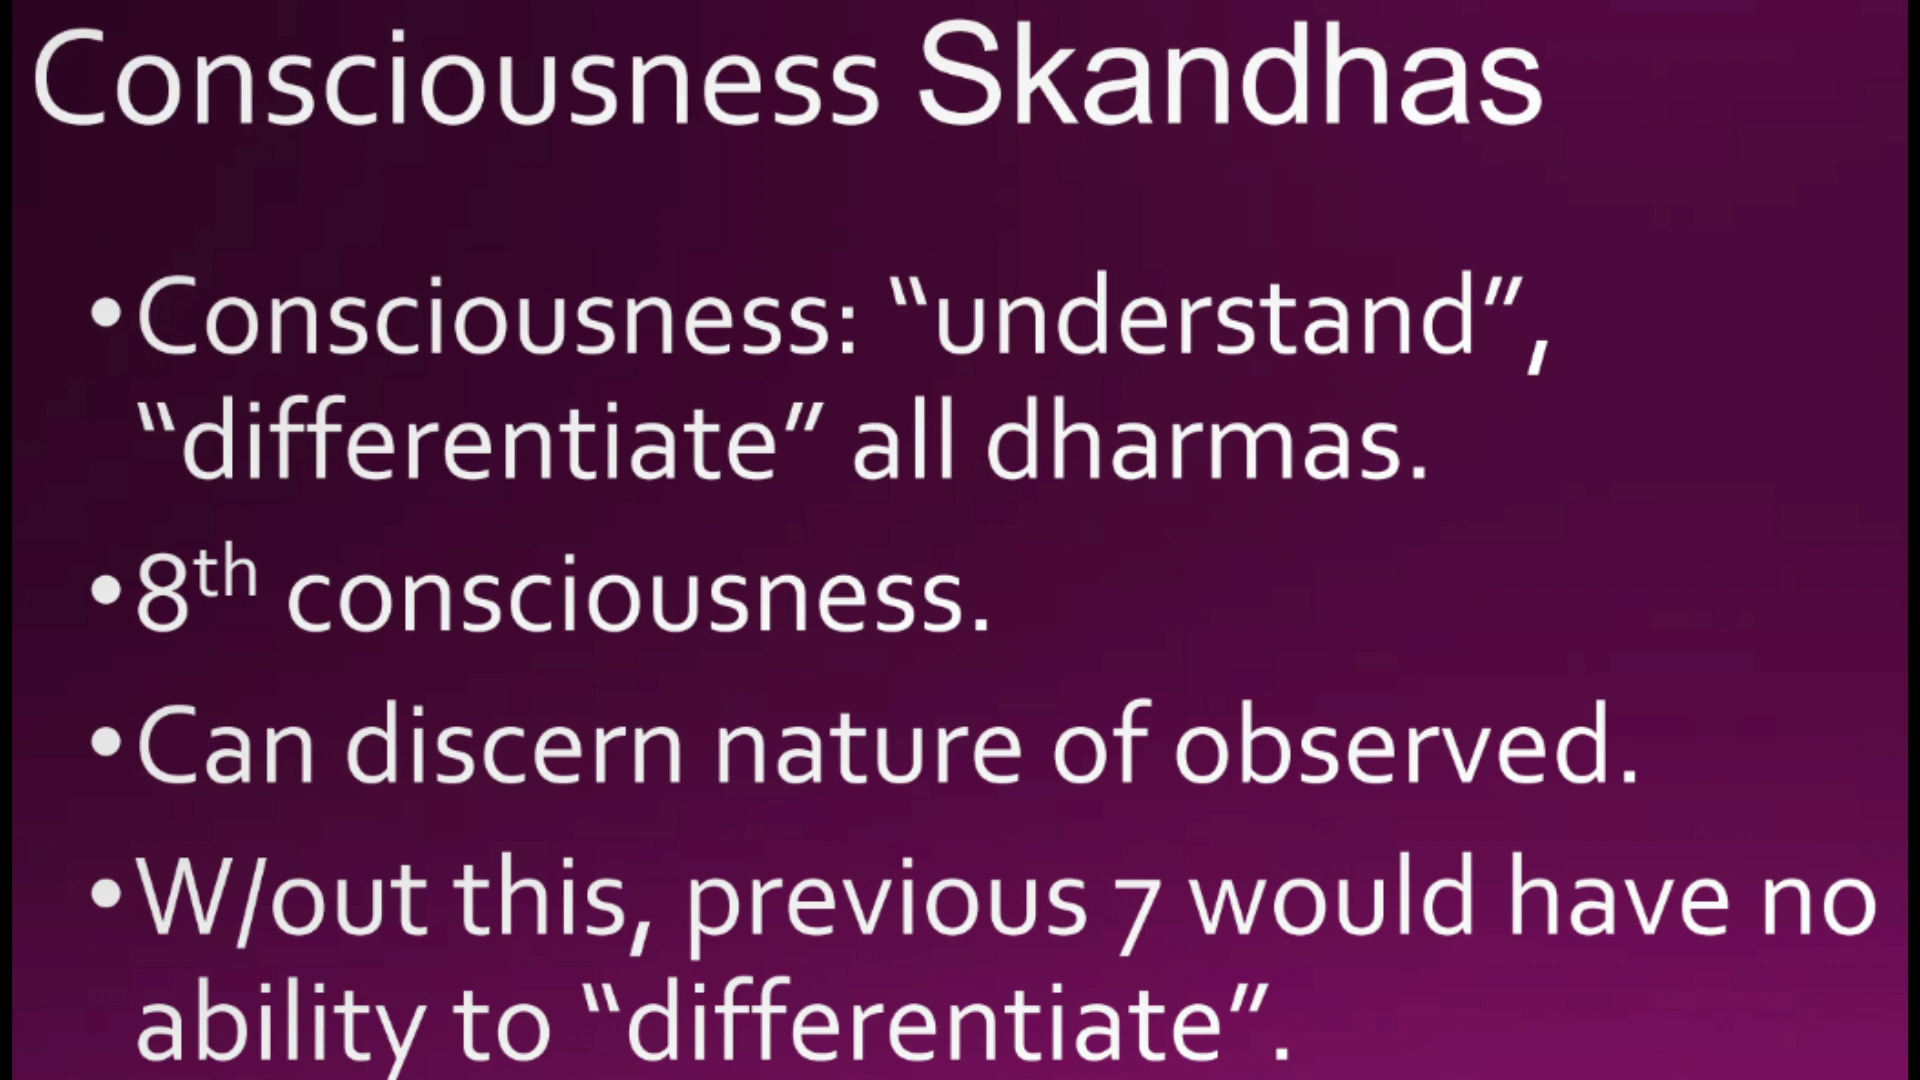 Consciousness Skandhas
•Consciousness: “understand”,
“differentiate” all dharmas.
•8th consciousness.
•Can discern nature of observed.
•W/out this, previous 7 would have no
ability to “differentiate”.